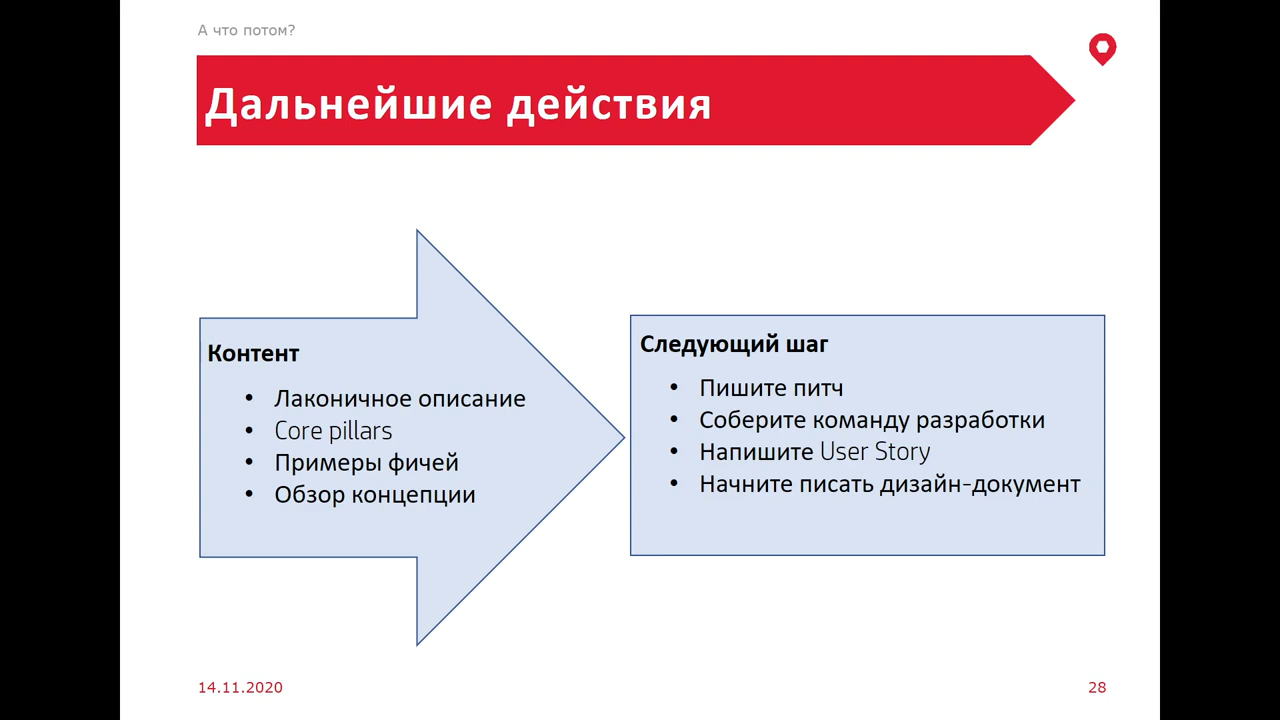 А что потом?
Дальнейшие действия
Контент
• Лаконичное описание
• Core pillars
• Примеры фичей
• Обзор концепции
Следующий шаг
• Пишите питч
• Соберите команду разработки
• Напишите User Story
• Начните писать дизайн-документ
14.11.2020
28